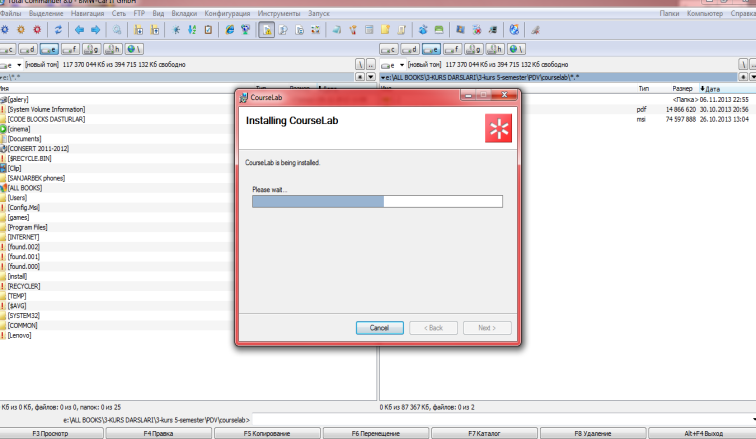 Total Commander 8.0 - BMW-Car IT GmbH
Файлы Выделение Навигация Сеть FTP Вид Вкладки Конфигурация Инструменты Запуск Папки Компьютер Справка
c d e f g h \
c d e f g h \
e [новый том] 117 370 044 Кб из 394 715 132 Кб свободно \ ..
e [новый том] 117 370 044 Кб из 394 715 132 Кб свободно \ ..
e:\*.*
e:\ALL BOOKS\3-KURS DARSLARI\3-kurs 5-semester\PDV\courselab\*.*
Имя Тип Размер Дата
Имя Тип Размер Дата
[galery]
[System Volume Information]
[CODE BLOCKS DASTURLAR]
[cinema]
[Documents]
[CONSERT 2011-2012]
[$RECYCLE.BIN]
[Clip]
[SANJARBEK phones]
[ALL BOOKS]
[Users]
[Config.Msi]
[games]
[Program Files]
[INTERNET]
[found.002]
[found.001]
[found.000]
[install]
[RECYCLER]
[TEMP]
[$AVG]
[SYSTEM32]
[COMMON]
[Lenovo]
<Папка> 06.11.2013 22:55
pdf 14 866 620 30.10.2013 20:56
msi 74 597 888 26.10.2013 13:04
CourseLab
Installing CourseLab
CourseLab is being installed.
Please wait...
Cancel < Back Next >
Кб из 0 Кб, файлов: 0 из 0, папок: 0 из 25
0 Кб из 87 367 Кб, файлов: 0 из 2
e:\ALL BOOKS\3-KURS DARSLARI\3-kurs 5-semester\PDV\courselab>
F3 Просмотр F4 Правка F5 Копирование F6 Перемещение F7 Каталог F8 Удаление Alt+F4 Выход